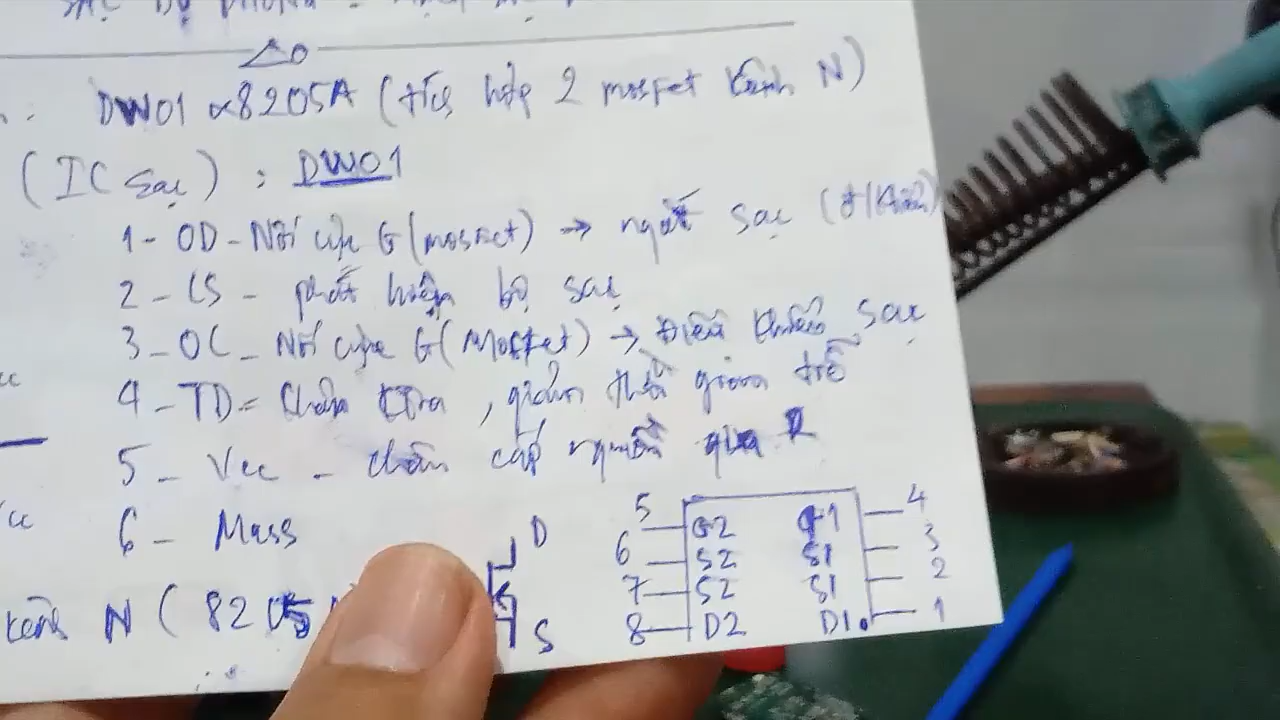 DW01 & 8205A (tích hợp 2 mosfet kênh N)
(IC sạc) : DW01
1 - OD - Nối cực G (mosfet) → ngắt sạc
2 - CS - phát hiện bộ sạc
3 - OC - Nối cực G (Mosfet) → Điều khiển sạc
4 - TD - Chân ktra, giảm thời gian trễ
5 - Vcc - chân cấp nguồn qua R
6 - Mass
D
S
kênh N (8205
5 G2 G1 4
6 S2 S1 3
7 S2 S1 2
8 D2 D1 1